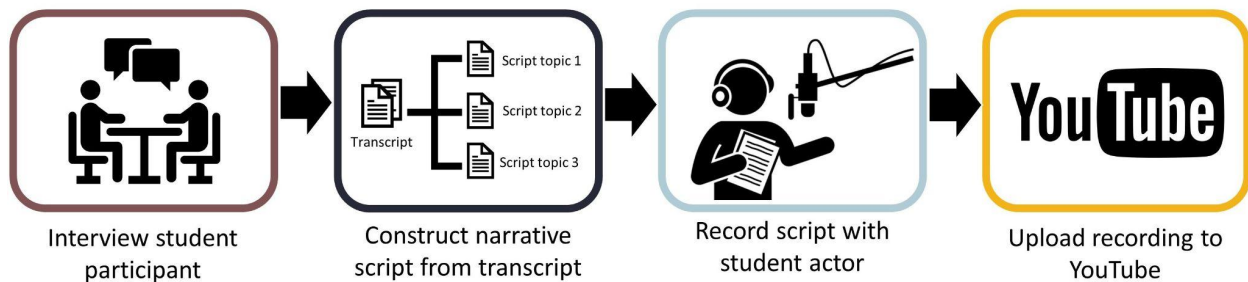 Transcript
Script topic 1
Script topic 2
Script topic 3
YouTube
Interview student
participant
Construct narrative
script from transcript
Record script with
student actor
Upload recording to
YouTube